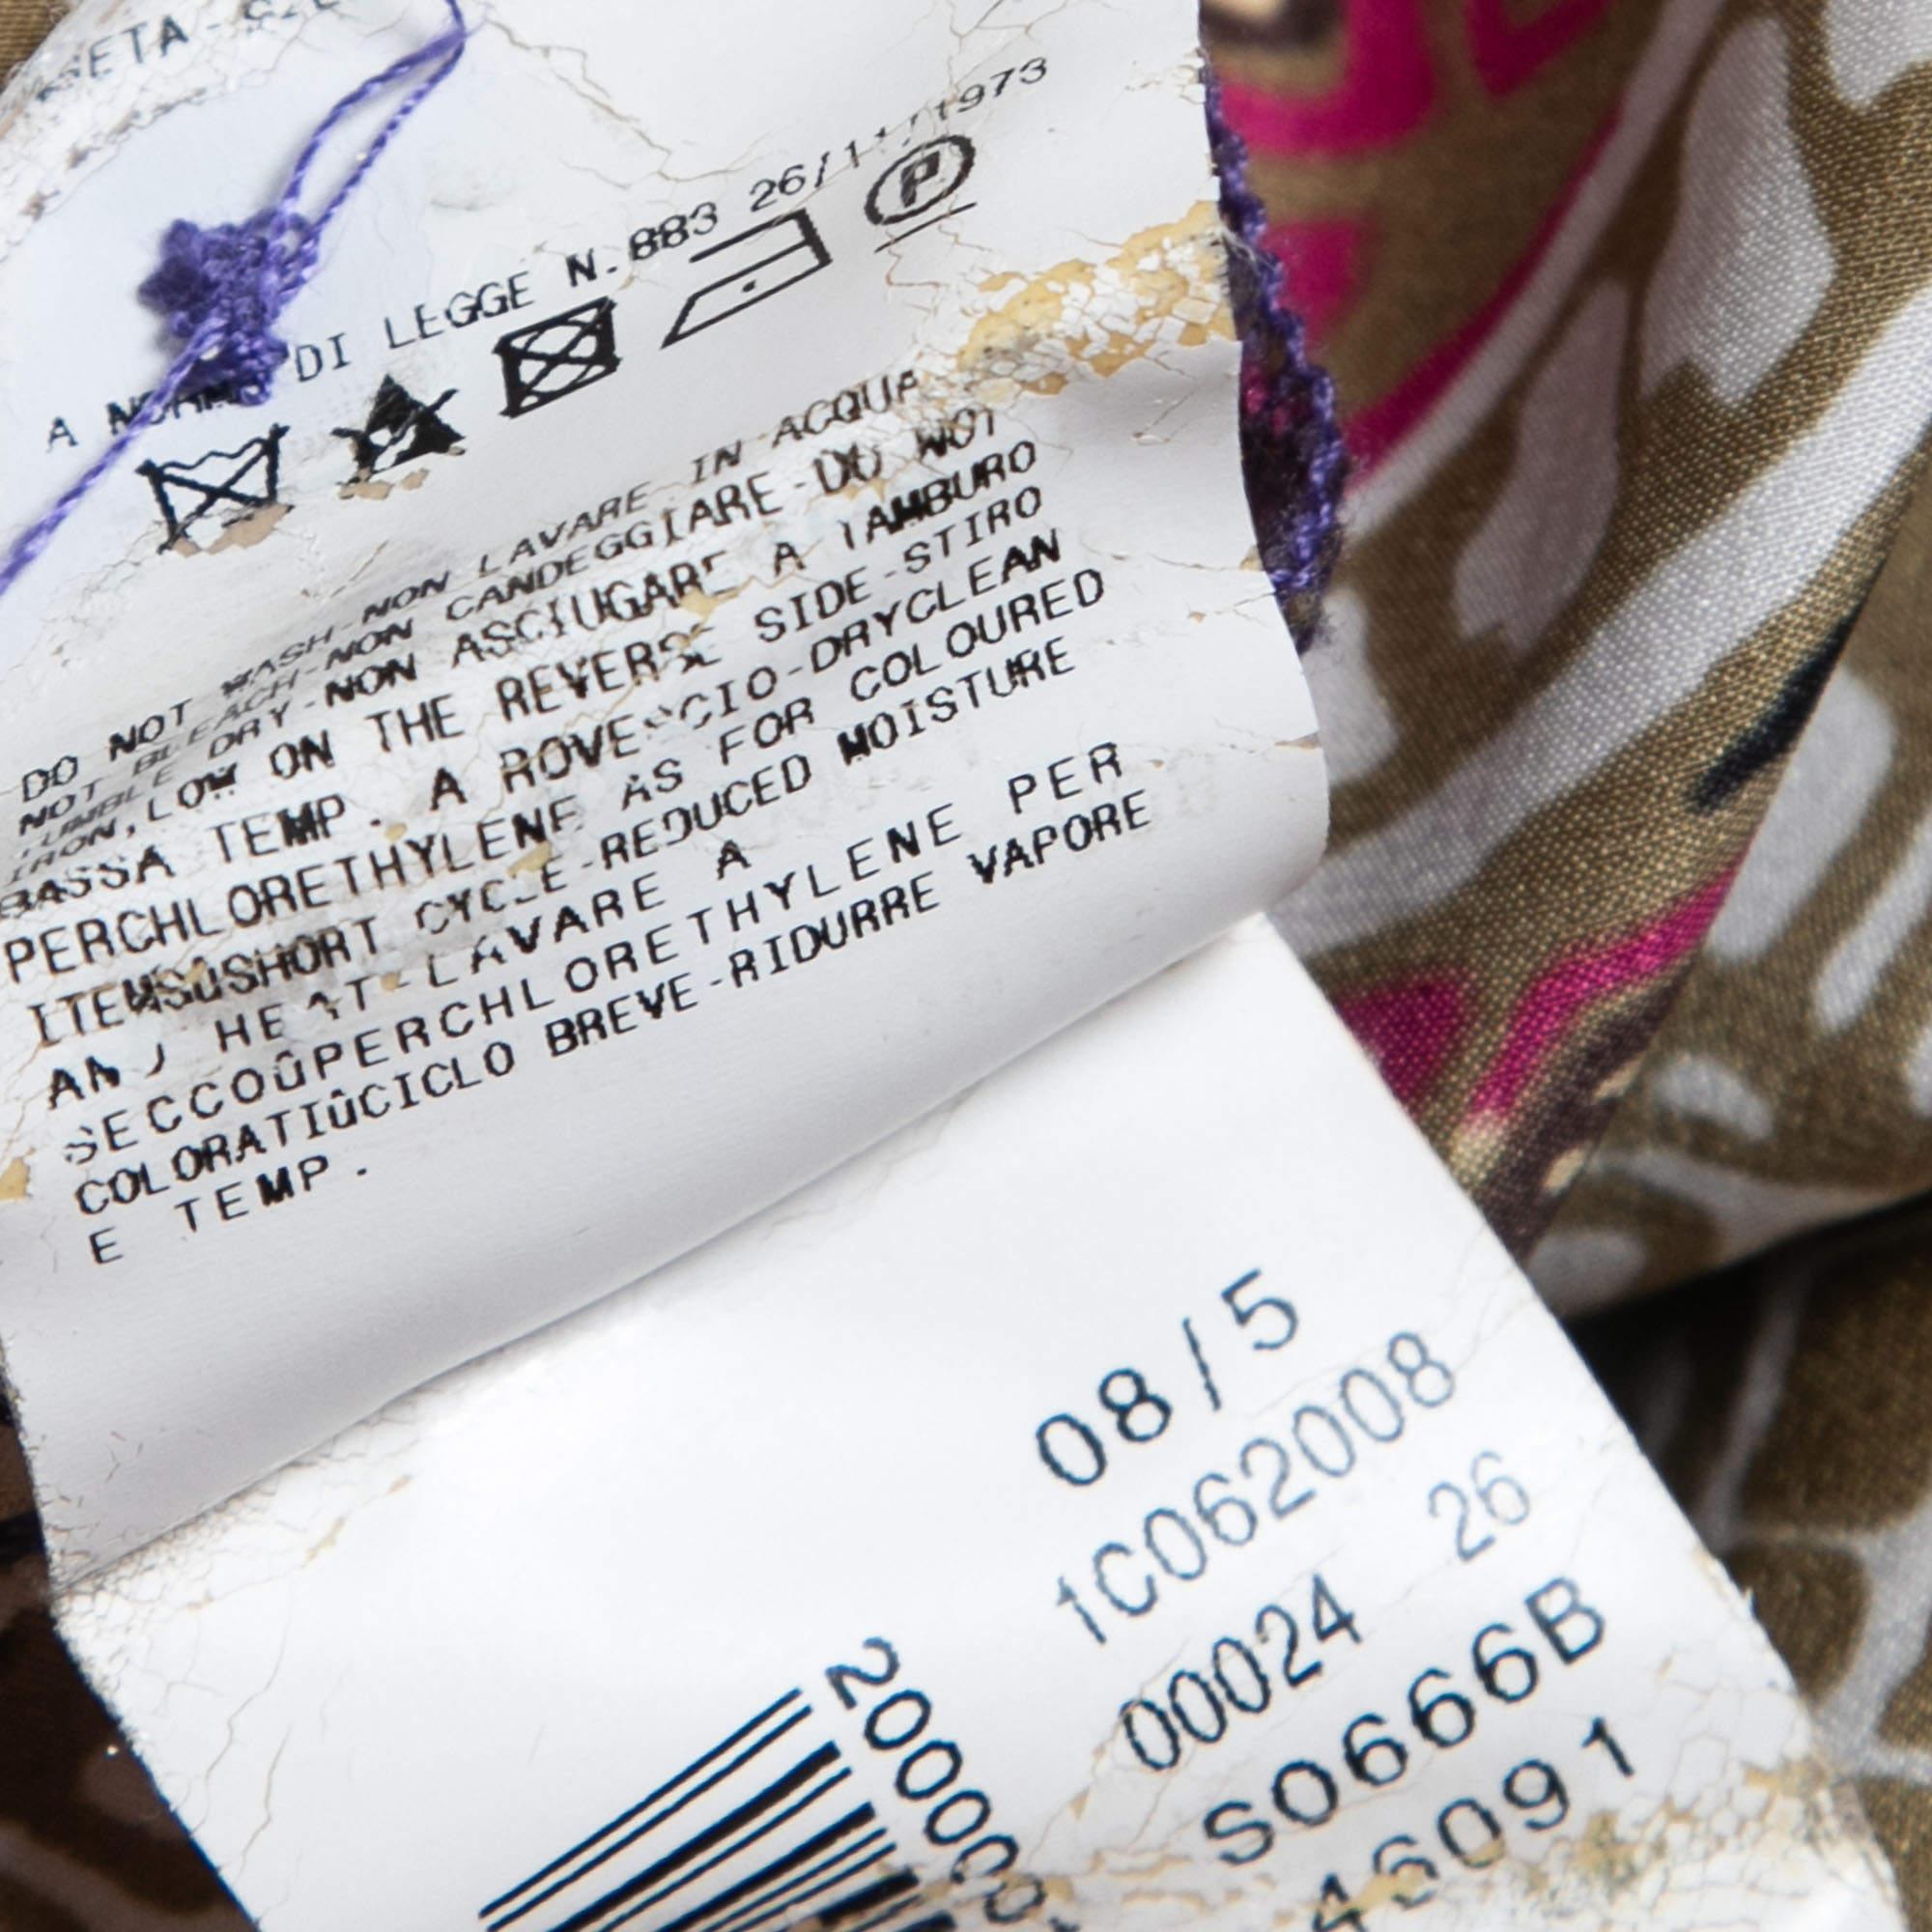 SETA-
A NORMA DI LEGGE N.883 26/11/1973
P
DO NOT WASH-NON LAVARE IN ACQUA
NOT BLEACH-NON CANDEGGIARE-DO NOT
TUMBLE DRY-NON ASCIUGARE A TAMBURO
IRON,LOW ON THE REVERSE SIDE-STIRO
BASSA TEMP. A ROVESCIO-DRYCLEAN
PERCHLORETHYLENE AS FOR COLOURED
ITEMSûSHORT CYCLE-REDUCED MOISTURE
AND HEAT-LAVARE A
SECCOûPERCHLORETHYLENE PER
COLORATIûCICLO BREVE-RIDURRE VAPORE
E TEMP.
08/5
1C062008
00024 26
S0666B
46091
20000